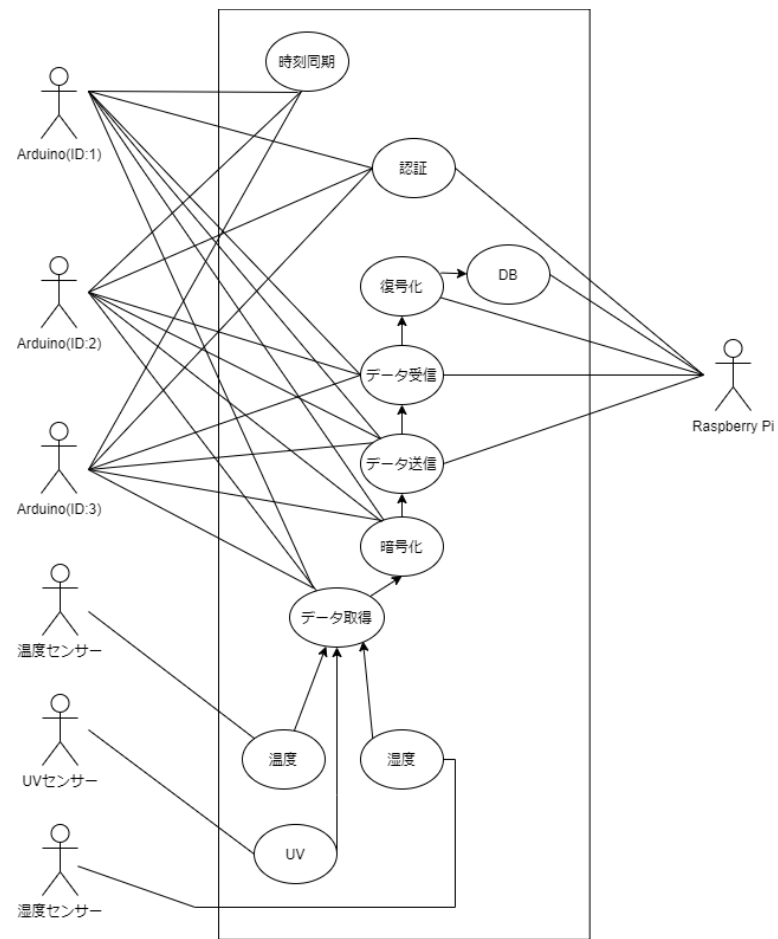 時刻同期
Arduino(ID:1)
認証
DB
復号化
Arduino(ID:2)
データ受信
Raspberry Pi
データ送信
Arduino(ID:3)
暗号化
データ取得
温度センサー
温度
湿度
UVセンサー
UV
湿度センサー